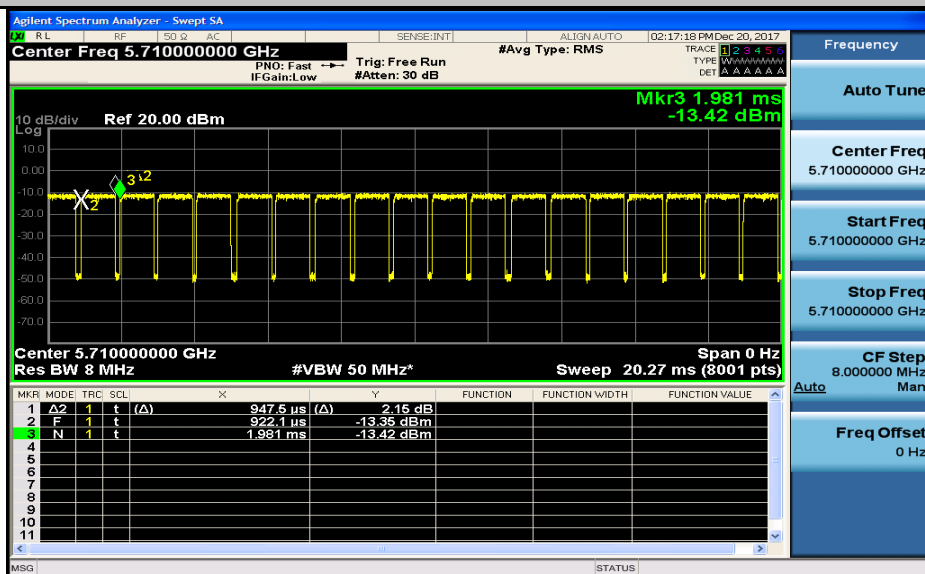 Agilent Spectrum Analyzer - Swept SA
LXI RL RF 50 Ω AC SENSE:INT ALIGN AUTO 02:17:18 PM Dec 20, 2017
Center Freq 5.710000000 GHz
PNO: Fast
IFGain:Low
Trig: Free Run
#Atten: 30 dB
#Avg Type: RMS
TRACE 1 2 3 4 5 6
TYPE WWWWWW
DET A A A A A A
Mkr3 1.981 ms
-13.42 dBm
10 dB/div Ref 20.00 dBm
Log
10.0
0.00
-10.0
-20.0
-30.0
-40.0
-50.0
-60.0
-70.0
3
2
2
Center 5.710000000 GHz Span 0 Hz
Res BW 8 MHz #VBW 50 MHz* Sweep 20.27 ms (8001 pts)
MKR MODE TRC SCL X Y FUNCTION FUNCTION WIDTH FUNCTION VALUE
1 Δ2 1 t (Δ) 947.5 µs (Δ) 2.15 dB
2 F 1 t 922.1 µs -13.35 dBm
3 N 1 t 1.981 ms -13.42 dBm
4
5
6
7
8
9
10
11
MSG STATUS
Frequency
Auto Tune
Center Freq
5.710000000 GHz
Start Freq
5.710000000 GHz
Stop Freq
5.710000000 GHz
CF Step
8.000000 MHz
Auto Man
Freq Offset
0 Hz